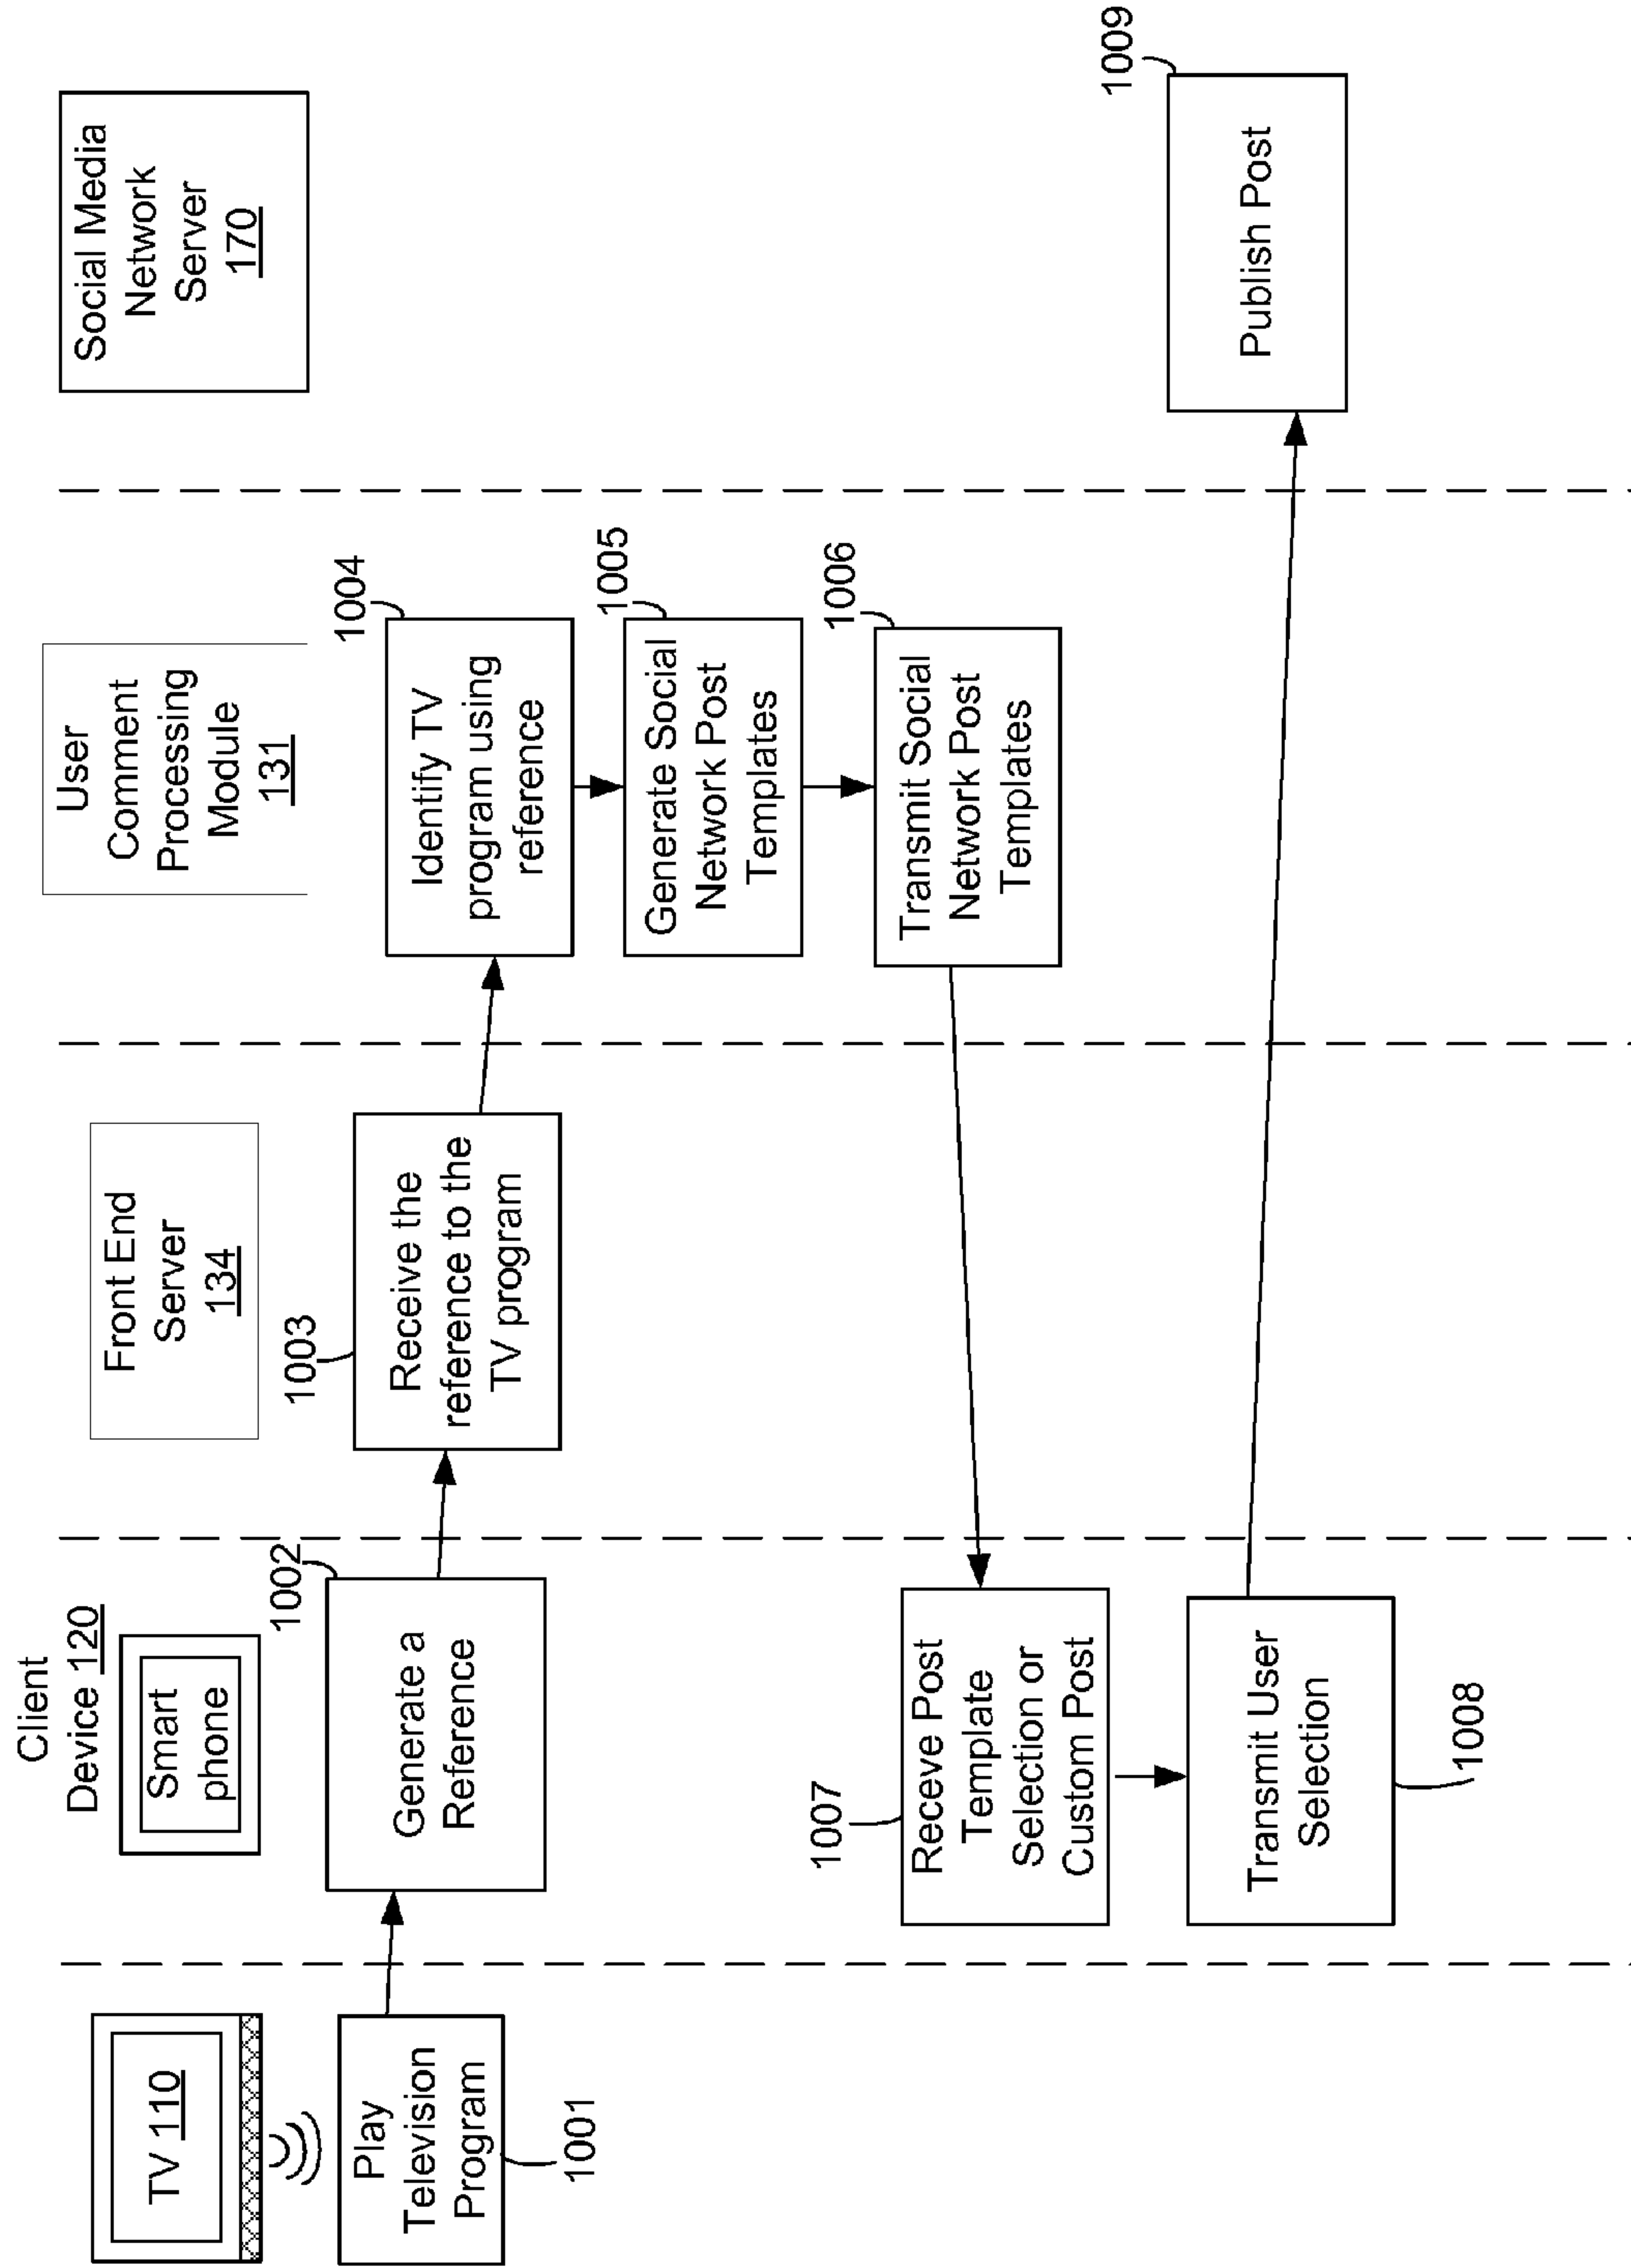 TV 110
Client
Device 120
Smart
phone
Front End
Server
134
User
Comment
Processing
Module
131
Social Media
Network
Server
170
Play
Television
Program
1001
Generate a
Reference
1002
Receive the
reference to the
TV program
1003
Identify TV
program using
reference
1004
Generate Social
Network Post
Templates
1005
Transmit Social
Network Post
Templates
1006
Receve Post
Template
Selection or
Custom Post
1007
Transmit User
Selection
1008
Publish Post
1009